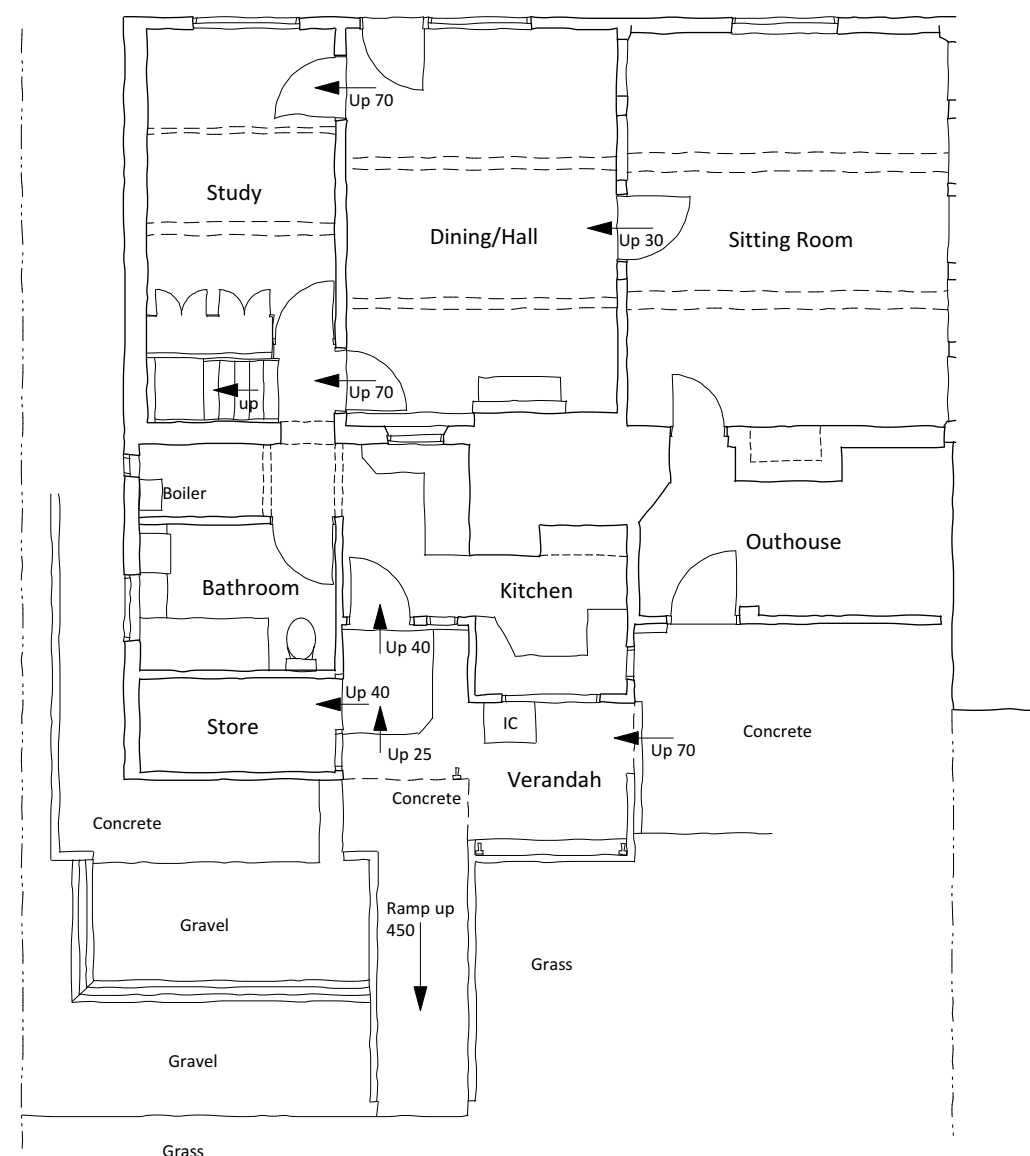 Up 70
Study
Dining/Hall
Up 30
Sitting Room
Up 70
up
Boiler
Outhouse
Bathroom
Kitchen
Up 40
Up 40
Store
IC
Up 70
Concrete
Up 25
Verandah
Concrete
Concrete
Ramp up
450
Gravel
Grass
Gravel
Grass